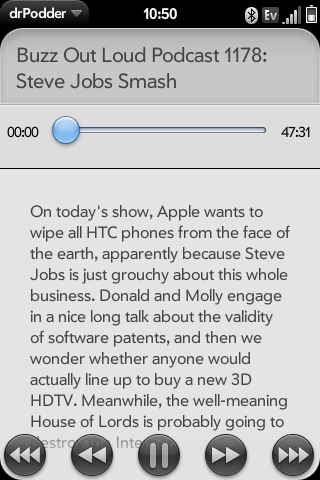 drPodder
10:50
Ev
Buzz Out Loud Podcast 1178:
Steve Jobs Smash
00:00
47:31
On today's show, Apple wants to
wipe all HTC phones from the face of
the earth, apparently because Steve
Jobs is just grouchy about this whole
business. Donald and Molly engage
in a nice long talk about the validity
of software patents, and then we
wonder whether anyone would
actually line up to buy a new 3D
HDTV. Meanwhile, the well-meaning
House of Lords is probably going to
destroy the